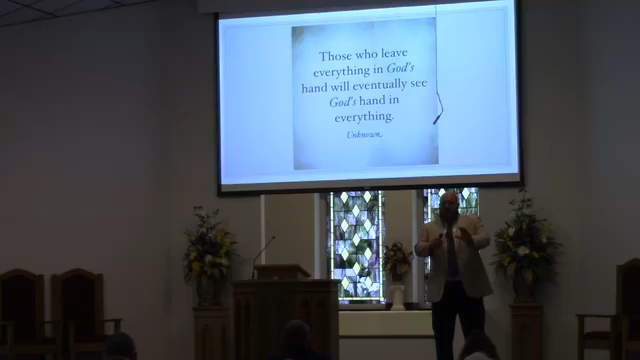 Those who leave
everything in God's
hand will eventually see
God's hand in
everything.
Unknown